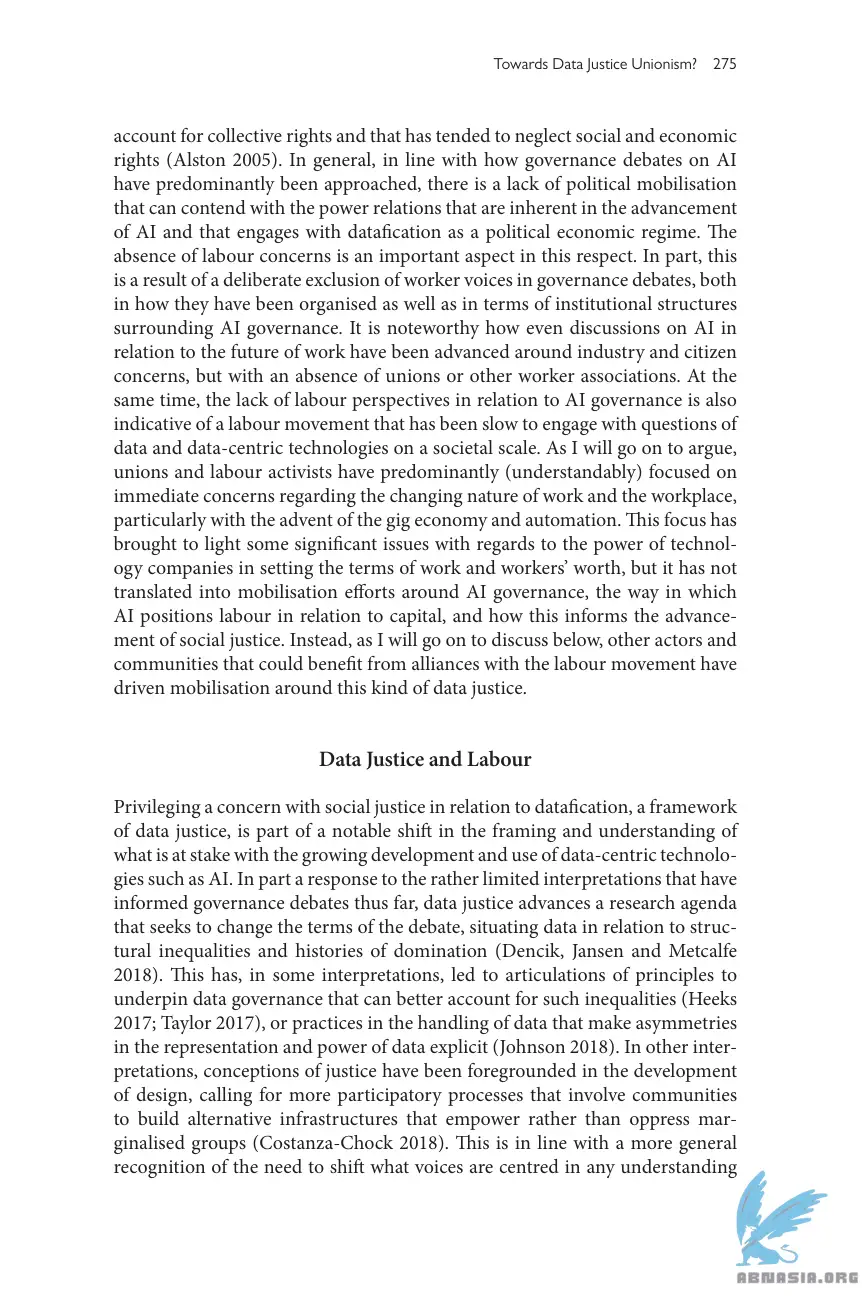 Towards Data Justice Unionism? 275
account for collective rights and that has tended to neglect social and economic
rights (Alston 2005). In general, in line with how governance debates on AI
have predominantly been approached, there is a lack of political mobilisation
that can contend with the power relations that are inherent in the advancement
of AI and that engages with datafication as a political economic regime. The
absence of labour concerns is an important aspect in this respect. In part, this
is a result of a deliberate exclusion of worker voices in governance debates, both
in how they have been organised as well as in terms of institutional structures
surrounding AI governance. It is noteworthy how even discussions on AI in
relation to the future of work have been advanced around industry and citizen
concerns, but with an absence of unions or other worker associations. At the
same time, the lack of labour perspectives in relation to AI governance is also
indicative of a labour movement that has been slow to engage with questions of
data and data-centric technologies on a societal scale. As I will go on to argue,
unions and labour activists have predominantly (understandably) focused on
immediate concerns regarding the changing nature of work and the workplace,
particularly with the advent of the gig economy and automation. This focus has
brought to light some significant issues with regards to the power of technol-
ogy companies in setting the terms of work and workers’ worth, but it has not
translated into mobilisation efforts around AI governance, the way in which
AI positions labour in relation to capital, and how this informs the advance-
ment of social justice. Instead, as I will go on to discuss below, other actors and
communities that could benefit from alliances with the labour movement have
driven mobilisation around this kind of data justice.
Data Justice and Labour
Privileging a concern with social justice in relation to datafication, a framework
of data justice, is part of a notable shift in the framing and understanding of
what is at stake with the growing development and use of data-centric technolo-
gies such as AI. In part a response to the rather limited interpretations that have
informed governance debates thus far, data justice advances a research agenda
that seeks to change the terms of the debate, situating data in relation to struc-
tural inequalities and histories of domination (Dencik, Jansen and Metcalfe
2018). This has, in some interpretations, led to articulations of principles to
underpin data governance that can better account for such inequalities (Heeks
2017; Taylor 2017), or practices in the handling of data that make asymmetries
in the representation and power of data explicit (Johnson 2018). In other inter-
pretations, conceptions of justice have been foregrounded in the development
of design, calling for more participatory processes that involve communities
to build alternative infrastructures that empower rather than oppress mar-
ginalised groups (Costanza-Chock 2018). This is in line with a more general
recognition of the need to shift what voices are centred in any understanding
ABNASIA.ORG